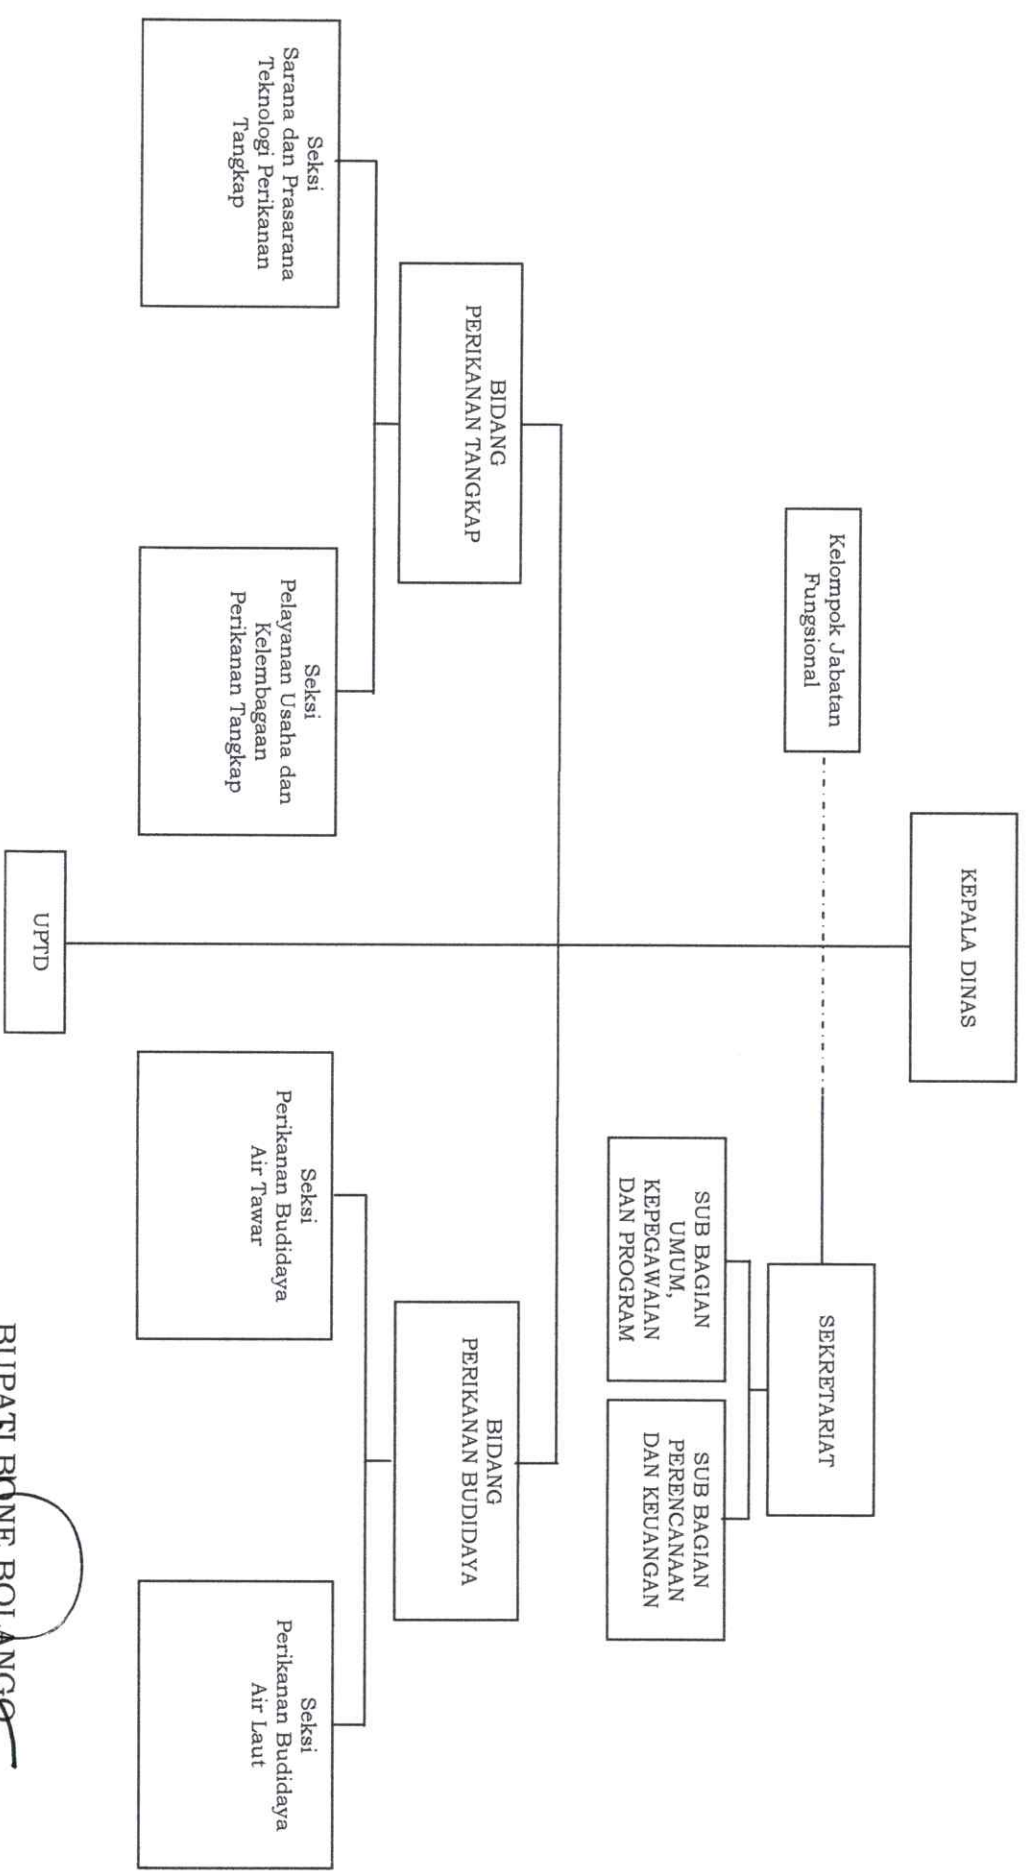 KEPALA DINAS
Kelompok Jabatan
Fungsional
SEKRETARIAT
SUB BAGIAN
UMUM,
KEPEGAWAIAN
DAN PROGRAM
SUB BAGIAN
PERENCANAAN
DAN KEUANGAN
BIDANG
PERIKANAN TANGKAP
BIDANG
PERIKANAN BUDIDAYA
Seksi
Sarana dan Prasarana
Teknologi Perikanan
Tangkap
Seksi
Pelayanan Usaha dan
Kelembagaan
Perikanan Tangkap
Seksi
Perikanan Budidaya
Air Tawar
Seksi
Perikanan Budidaya
Air Laut
UPTD
BUPATI BONE BOLANGO